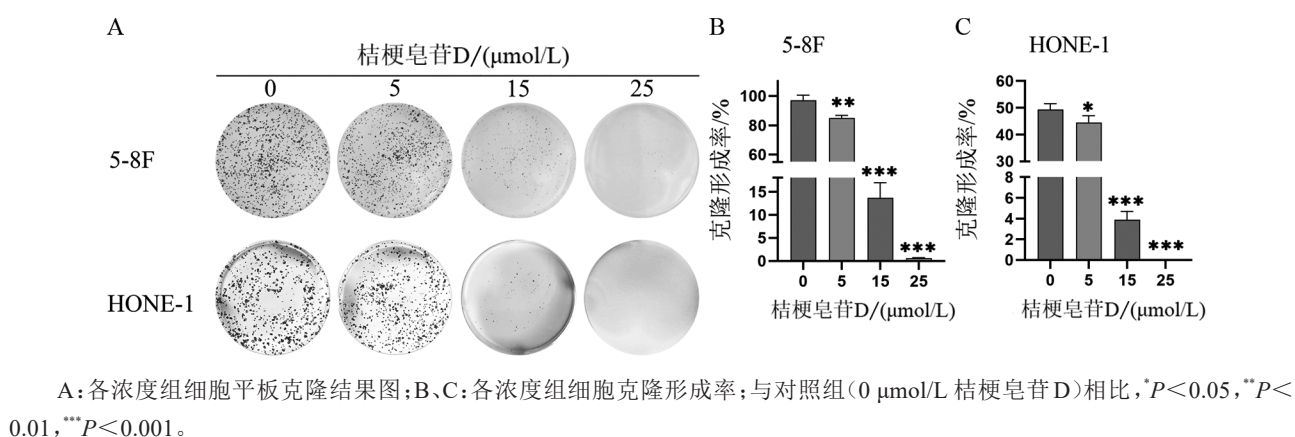 A
桔梗皂苷D/(μmol/L)
0 5 15 25
5-8F
HONE-1
B
5-8F
克隆形成率/%
100
80
60
15
10
5
0
** *** ***
0 5 15 25
桔梗皂苷D/(μmol/L)
C
HONE-1
克隆形成率/%
60
50
40
30
8
6
4
2
0
* *** ***
0 5 15 25
桔梗皂苷D/(μmol/L)
A:各浓度组细胞平板克隆结果图;B、C:各浓度组细胞克隆形成率;与对照组(0 μmol/L 桔梗皂苷D)相比,*P<0.05,**P<
0.01,***P<0.001。